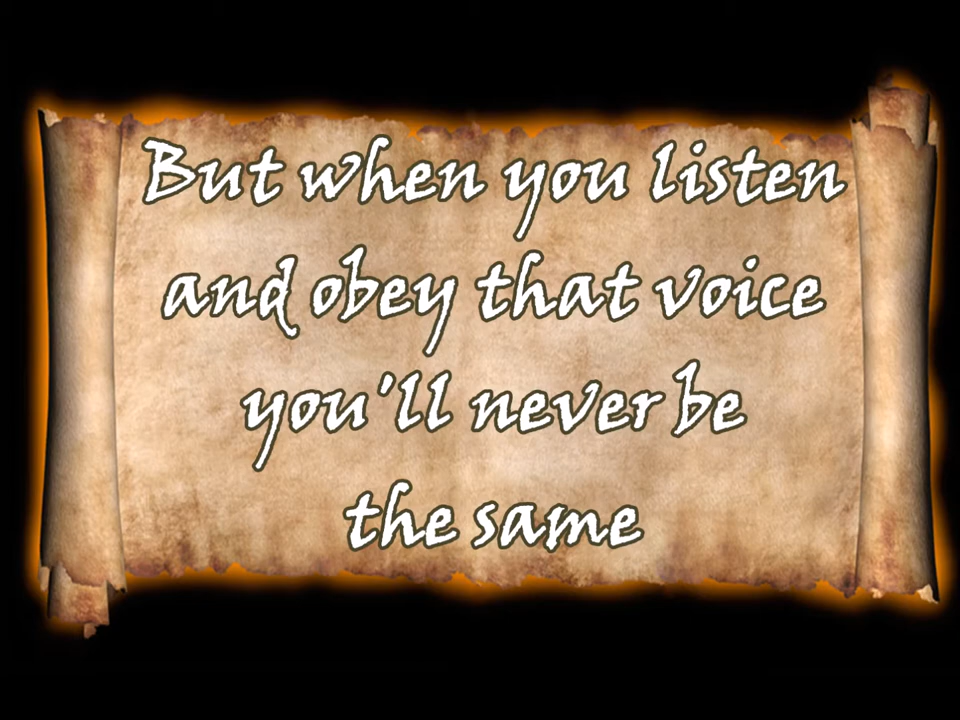 But when you listen
and obey that voice
you'll never be
the same